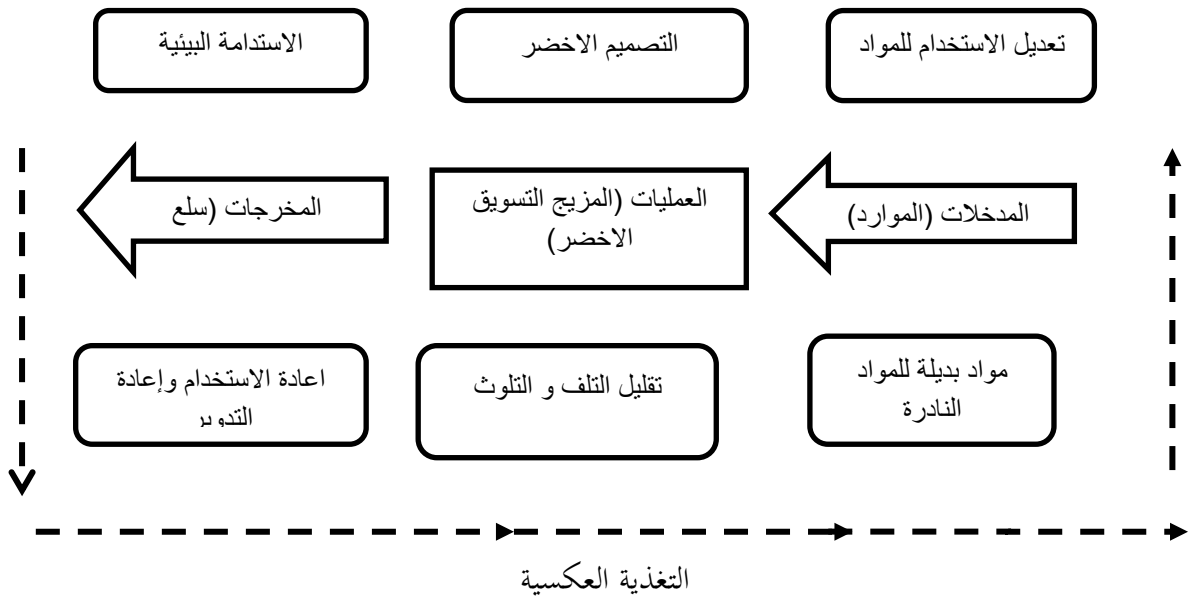 تعديل الاستخدام للمواد
التصميم الاخضر
الاستدامة البيئية
المدخلات (الموارد)
العمليات (المزيج التسويق
الاخضر)
المخرجات (سلع
مواد بديلة للمواد
النادرة
تقليل التلف و التلوث
اعادة الاستخدام وإعادة
التدوير
التغذية العكسية